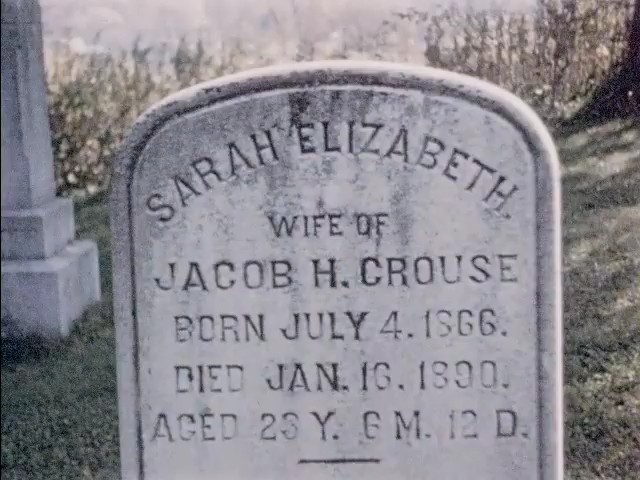 SARAH ELIZABETH.
WIFE OF
JACOB H. CROUSE
BORN JULY 4. 1866.
DIED JAN. 16. 1890.
AGED 23 Y. 6 M. 12 D.